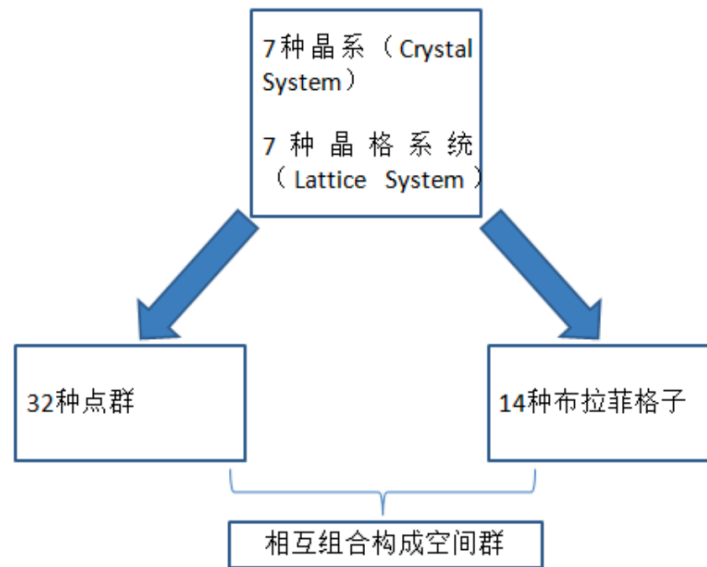 7种晶系（Crystal
System）
7种晶格系统
（Lattice System）
32种点群
14种布拉菲格子
相互组合构成空间群